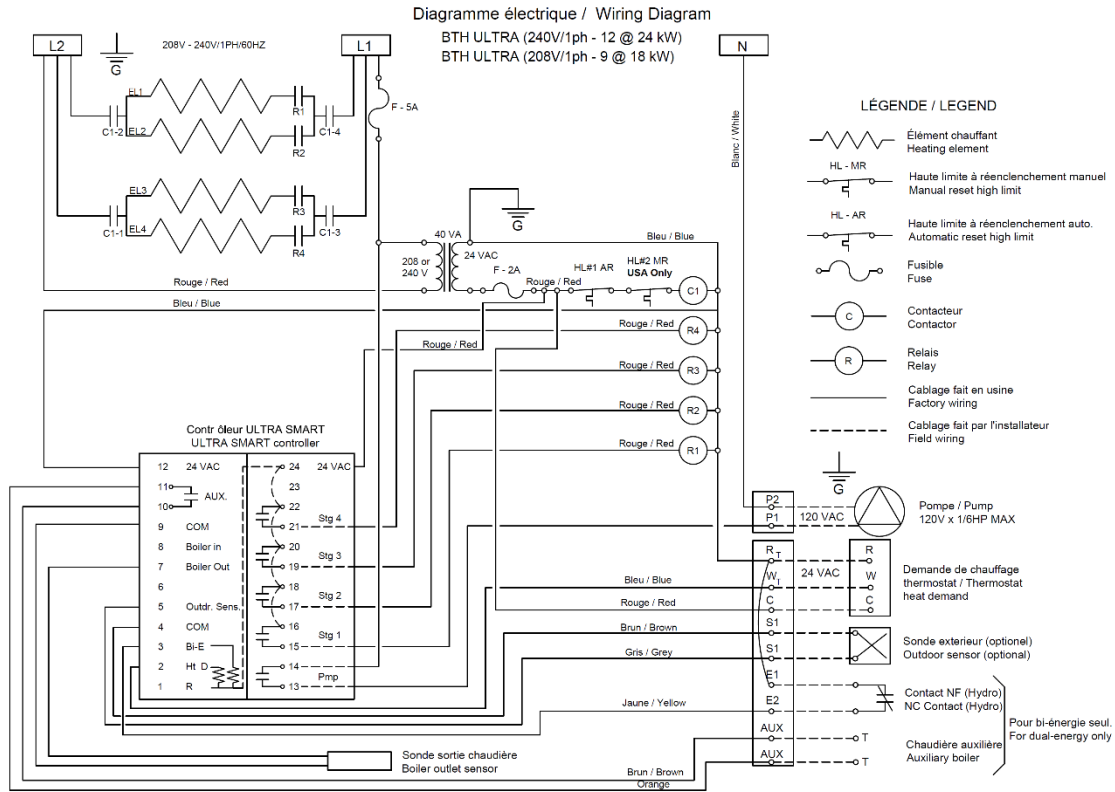 Diagramme électrique / Wiring Diagram
BTH ULTRA (240V/1ph - 12 @ 24 kW)
BTH ULTRA (208V/1ph - 9 @ 18 kW)
L2
G
208V - 240V/1PH/60HZ
L1
N
EL1
R1
F - 5A
C1-2
EL2
C1-4
R2
EL3
R3
C1-1
EL4
C1-3
R4
Blanc / White
LÉGENDE / LEGEND
Élément chauffant
Heating element
HL - MR
Haute limite à réenclenchement manuel
Manual reset high limit
HL - AR
Haute limite à réenclenchement auto.
Automatic reset high limit
Fusible
Fuse
C
Contacteur
Contactor
R
Relais
Relay
Cablage fait en usine
Factory wiring
Cablage fait par l'installateur
Field wiring
G
G
40 VA
Bleu / Blue
208 or
240 V
24 VAC
F - 2A
Rouge / Red
HL#1 AR
HL#2 MR
USA Only
C1
Rouge / Red
Bleu / Blue
Rouge / Red
R4
Rouge / Red
Rouge / Red
R3
Rouge / Red
R2
Rouge / Red
R1
Contr ôleur ULTRA SMART
ULTRA SMART controller
12 24 VAC
24 24 VAC
11
AUX.
23
10
22
9 COM
21
Stg 4
8 Boiler in
20
7 Boiler Out
19
Stg 3
6
18
5 Outdr. Sens.
17
Stg 2
4 COM
16
3 Bi-E
15
Stg 1
2 Ht D
14
1 R
13
Pmp
P2
P1
120 VAC
Pompe / Pump
120V x 1/6HP MAX
RT
R
Bleu / Blue
WT
24 VAC
W
Rouge / Red
C
C
Demande de chauffage
thermostat / Thermostat
heat demand
Brun / Brown
S1
Gris / Grey
S1
Sonde exterieur (optionel)
Outdoor sensor (optional)
E1
Jaune / Yellow
E2
Contact NF (Hydro)
NC Contact (Hydro)
AUX
T
AUX
T
Chaudière auxilière
Auxiliary boiler
Pour bi-énergie seul.
For dual-energy only
Sonde sortie chaudière
Boiler outlet sensor
Brun / Brown
Orange